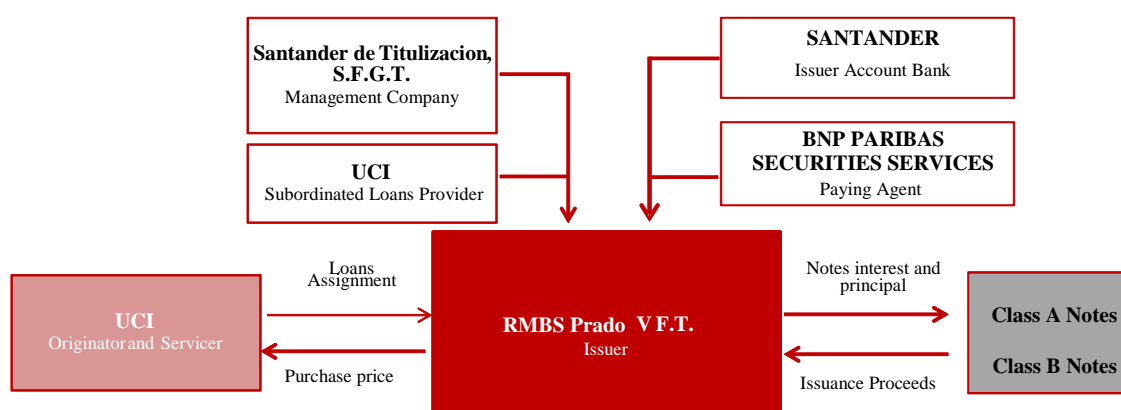 Santander de Titulizacion,
S.F.G.T.
Management Company
SANTANDER
Issuer Account Bank
UCI
Subordinated Loans Provider
BNP PARIBAS
SECURITIES SERVICES
Paying Agent
Loans
Assignment
Notes interest and
principal
UCI
Originatorand Servicer
RMBS Prado V F.T.
Issuer
Class A Notes
Class B Notes
Purchase price
Issuance Proceeds